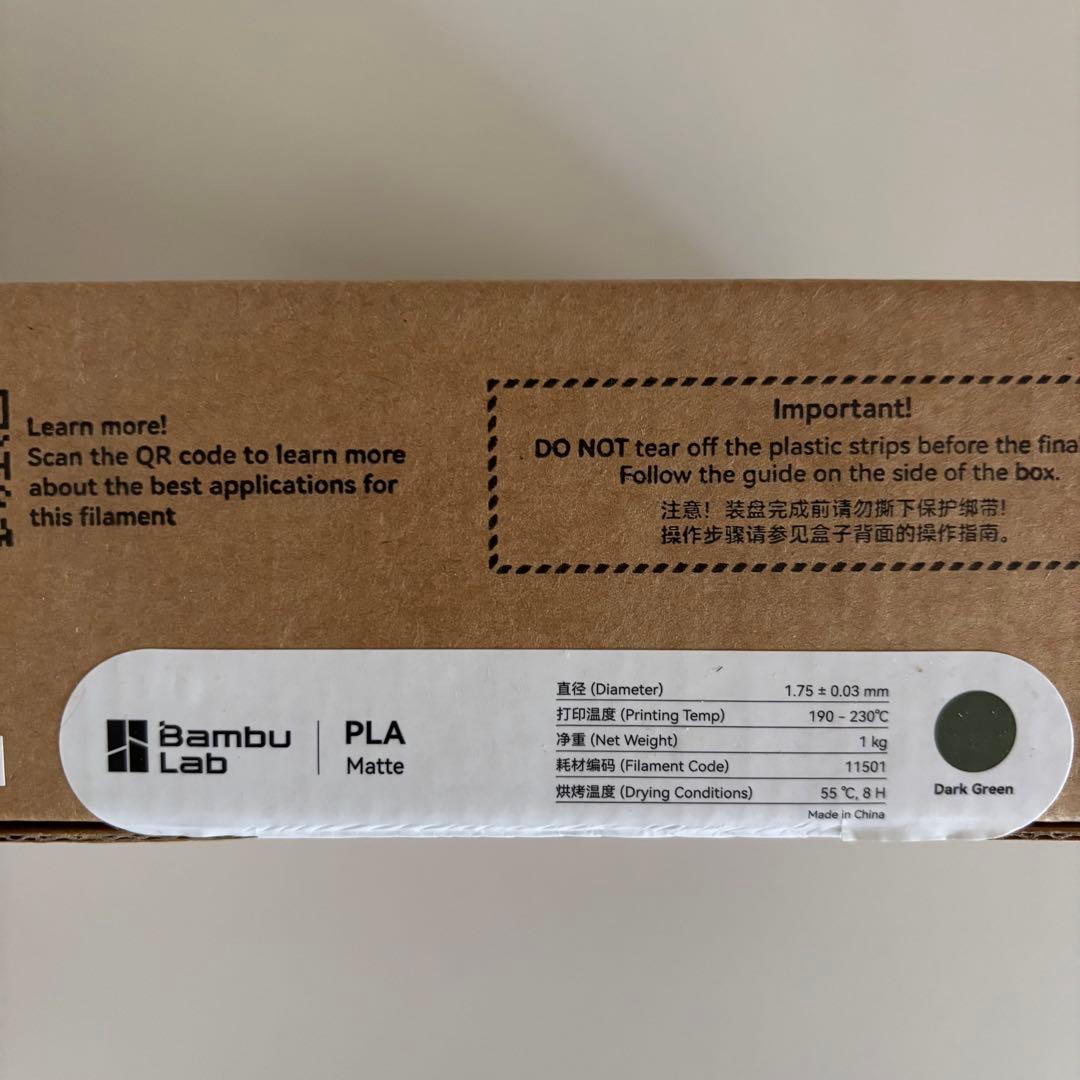 Learn more!
Scan the QR code to learn more
about the best applications for
this filament
Important!
DO NOT tear off the plastic strips before the
Follow the guide on the side of the box.
注意！装盘完成前请勿撕下保护绑带！
操作步骤请参见盒子背面的操作指南。
Bambu
Lab
PLA
Matte
直径 (Diameter) 1.75 ± 0.03 mm
打印温度 (Printing Temp) 190 - 230℃
净重 (Net Weight) 1 kg
耗材编码 (Filament Code) 11501
烘烤温度 (Drying Conditions) 55 ℃, 8 H
Made in China
Dark Green